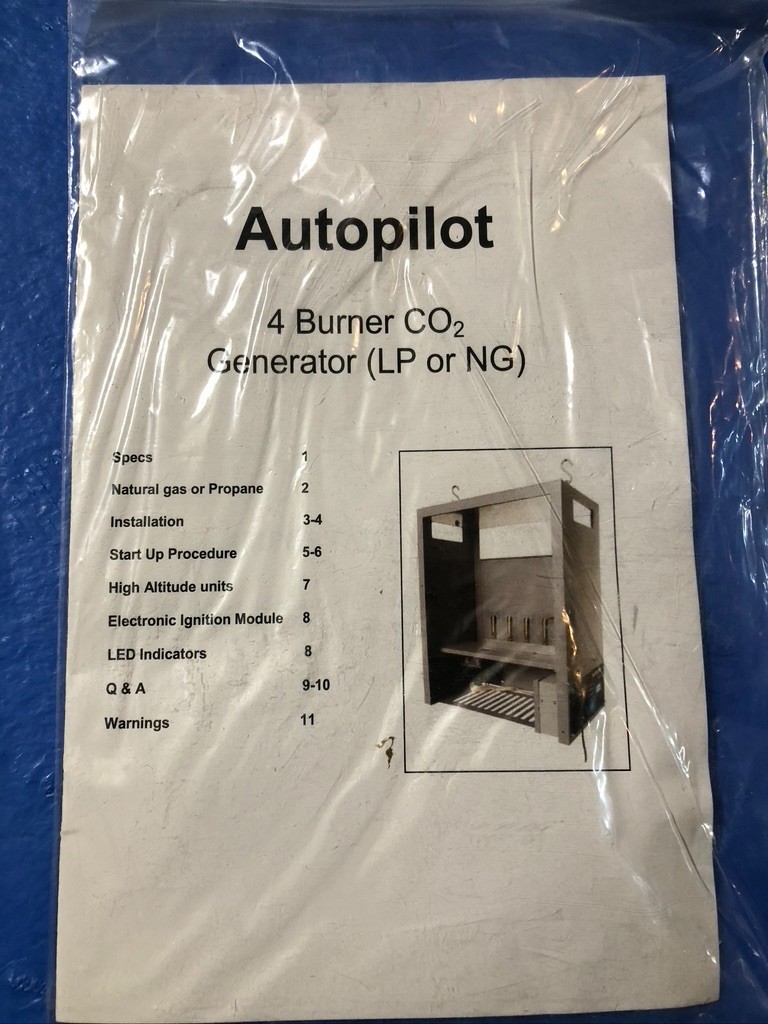 Autopilot
4 Burner CO₂
Generator (LP or NG)
Specs 1
Natural gas or Propane 2
Installation 3-4
Start Up Procedure 5-6
High Altitude units 7
Electronic Ignition Module 8
LED Indicators 8
Q & A 9-10
Warnings 11